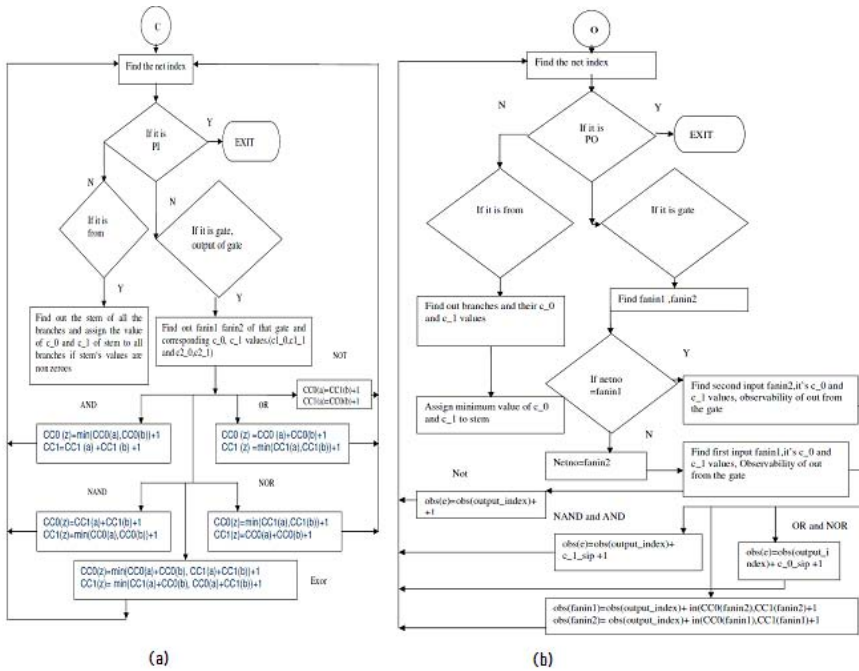 C
Find the net index
If it is
PI
Y
EXIT
N
N
If it is
from
If it is gate,
output of gate
Y
Y
Find out the stem of all the
branches and assign the value
of c_0 and c_1 of stem to all
branches if stem's values are
non zeroes
Find out fanin1 fanin2 of that gate and
corresponding c_0, c_1 values,(c1_0,c1_1
and c2_0,c2_1)
NOT
CC0(a)=CC1(b)+1
CC1(a)=CC0(b)+1
AND
CC0 (z)=min(CC0(a),CC0(b))+1
CC1=CC1 (a) +CC1 (b) +1
OR
CC0 (z) =CC0 (a)+CC0(b)+1
CC1 (z) =min(CC1(a),CC1(b))+1
NAND
CC0(z)=CC1(a)+CC1(b)+1
CC1(z)=min(CC0(a),CC0(b))+1
NOR
CC0(z)=min(CC1(a),CC1(b))+1
CC1(z)=CC0(a)+CC0(b)+1
CC0(z)=min(CC0(a)+CC0(b), CC1(a)+CC1(b))+1
CC1(z)= min(CC1(a)+CC0(b), CC0(a)+CC1(b))+1
Exor
(a)
O
Find the net index
N
Y
If it is
PO
EXIT
If it is from
If it is gate
Find out branches and their c_0
and c_1 values
Find fanin1 ,fanin2
Assign minimum value of c_0
and c_1 to stem
If netno
=fanin1
Y
Find second input fanin2,it's c_0 and
c_1 values, observability of out from
the gate
N
Netno=fanin2
Find first input fanin1,it's c_0 and
c_1 values, Observability of out
from the gate
Not
obs(c)=obs(output_index)+
+1
NAND and AND
obs(c)=obs(output_index)+
c_1_sip +1
OR and NOR
obs(c)=obs(output_i
ndex)+ c_0_sip +1
obs(fanin1)=obs(output_index)+ in(CC0(fanin2),CC1(fanin2)+1
obs(fanin2)= obs(output_index)+ in(CC0(fanin1),CC1(fanin1)+1
(b)